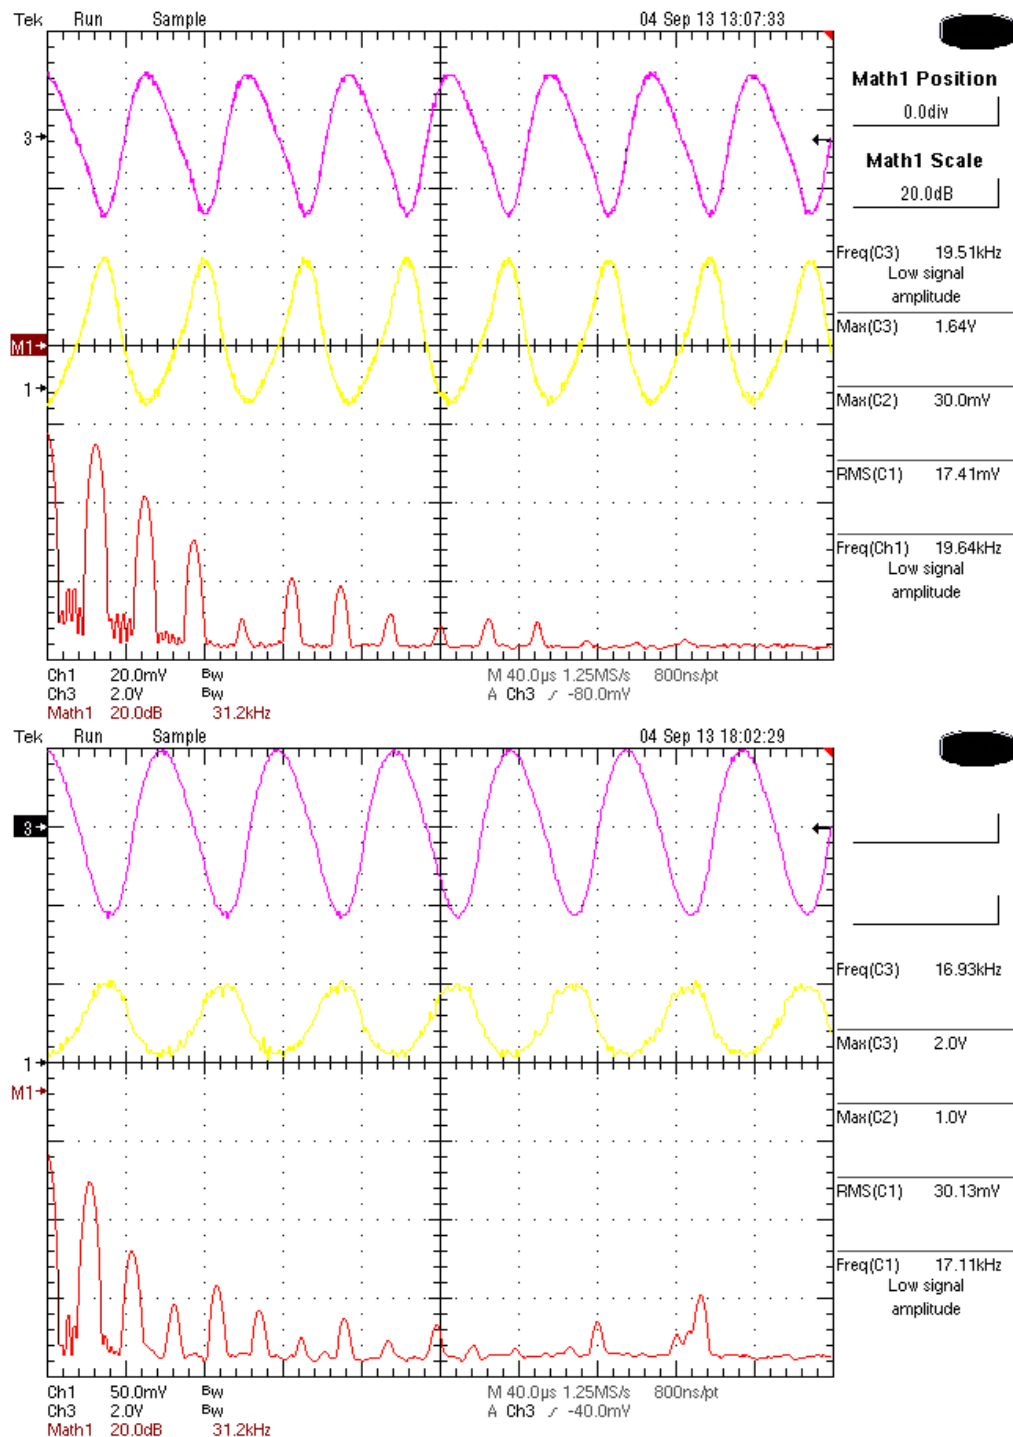 Tek Run Sample 04 Sep 13 13:07:33
Math1 Position
0.0div
3
Math1 Scale
20.0dB
Freq(C3) 19.51kHz
Low signal
amplitude
Max(C3) 1.64V
M1
1
Max(C2) 30.0mV
RMS(C1) 17.41mV
Freq(Ch1) 19.64kHz
Low signal
amplitude
Ch1 20.0mV Bw M 40.0µs 1.25MS/s 800ns/pt
Ch3 2.0V Bw A Ch3 / -80.0mV
Math1 20.0dB 31.2kHz
Tek Run Sample 04 Sep 13 18:02:29
3
Freq(C3) 16.93kHz
Max(C3) 2.0V
1
M1
Max(C2) 1.0V
RMS(C1) 30.13mV
Freq(C1) 17.11kHz
Low signal
amplitude
Ch1 50.0mV Bw M 40.0µs 1.25MS/s 800ns/pt
Ch3 2.0V Bw A Ch3 / -40.0mV
Math1 20.0dB 31.2kHz